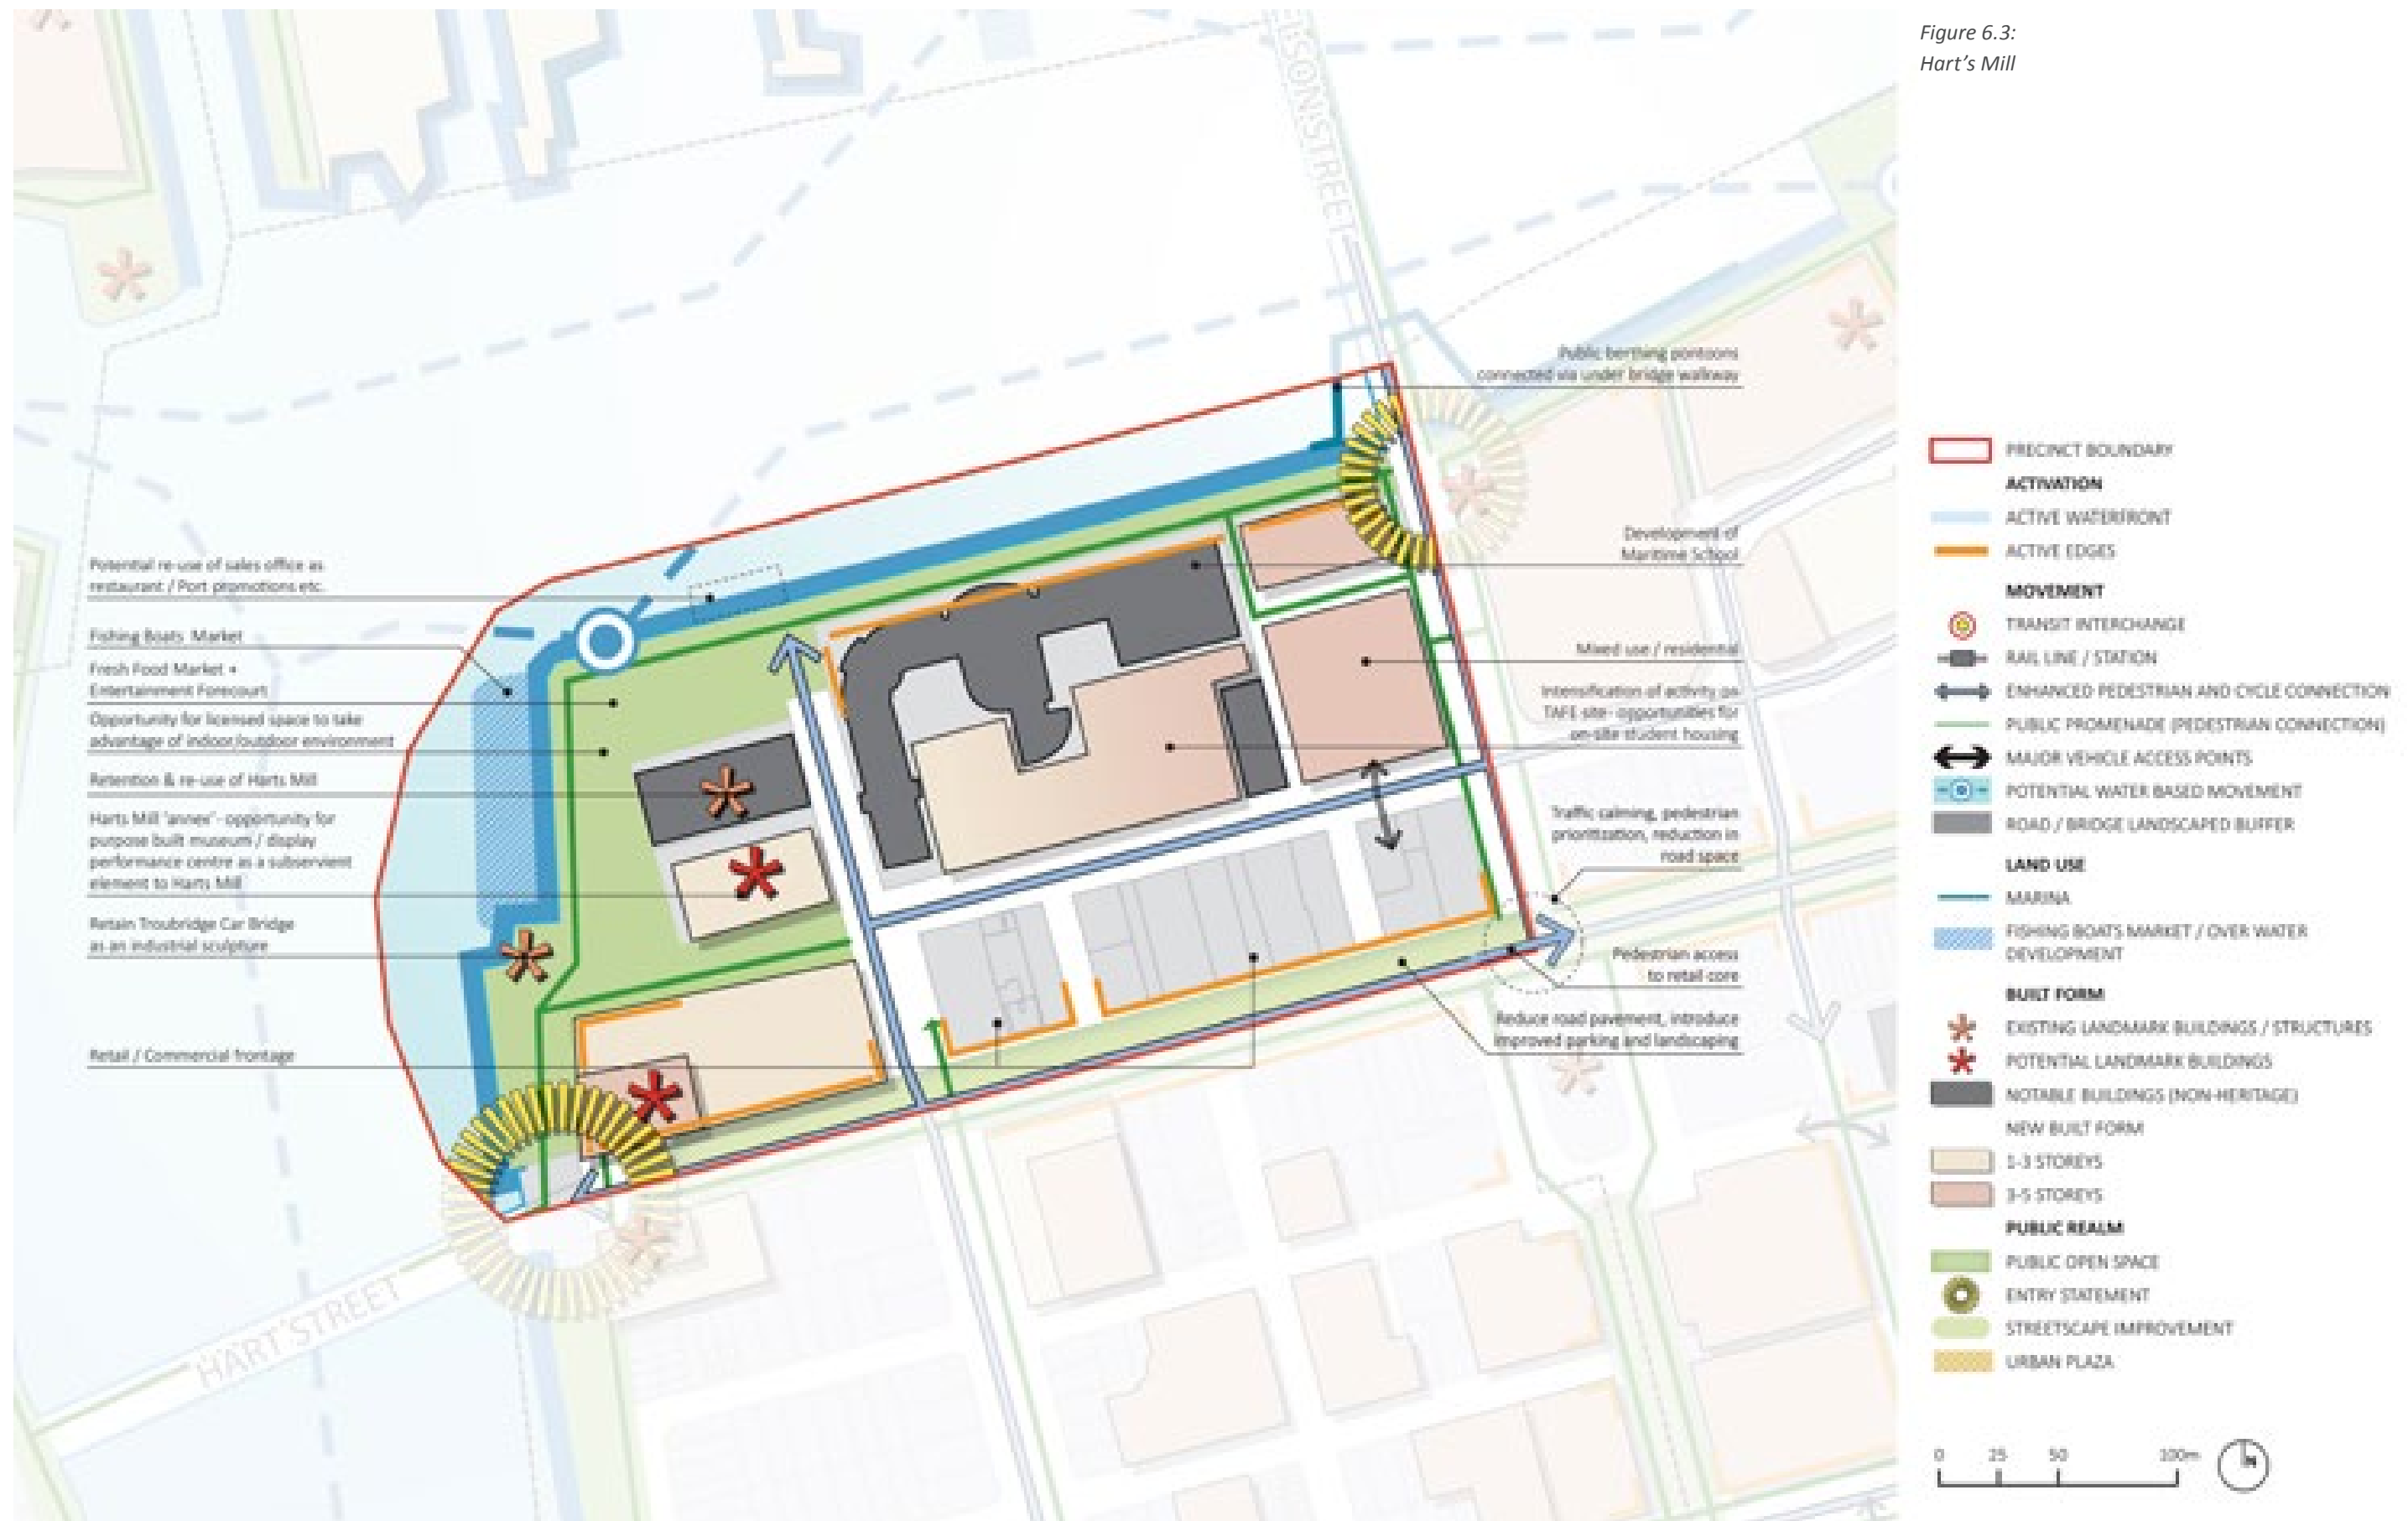 Figure 6.3:
Hart's Mill
ELSON STREET
Public berthing pontoons
connected via under bridge walkway
Development of
Maritime School
Mixed use / residential
Intensification of activity on
TAFE site- opportunities for
on-site student housing
Traffic calming, pedestrian
prioritization, reduction in
road space
Pedestrian access
to retail core
Reduce road pavement, introduce
improved parking and landscaping
Potential re-use of sales office as
restaurant / Port promotions etc.
Fishing Boats Market
Fresh Food Market +
Entertainment Forecourt
Opportunity for licensed space to take
advantage of indoor/outdoor environment
Retention & re-use of Harts Mill
Harts Mill 'annex' - opportunity for
purpose built museum / display
performance centre as a subservient
element to Harts Mill
Retain Troubridge Car Bridge
as an industrial sculpture
Retail / Commercial frontage
HART STREET
PRECINCT BOUNDARY
ACTIVATION
ACTIVE WATERFRONT
ACTIVE EDGES
MOVEMENT
TRANSIT INTERCHANGE
RAIL LINE / STATION
ENHANCED PEDESTRIAN AND CYCLE CONNECTION
PUBLIC PROMENADE (PEDESTRIAN CONNECTION)
MAJOR VEHICLE ACCESS POINTS
POTENTIAL WATER BASED MOVEMENT
ROAD / BRIDGE LANDSCAPED BUFFER
LAND USE
MARINA
FISHING BOATS MARKET / OVER WATER
DEVELOPMENT
BUILT FORM
EXISTING LANDMARK BUILDINGS / STRUCTURES
POTENTIAL LANDMARK BUILDINGS
NOTABLE BUILDINGS (NON-HERITAGE)
NEW BUILT FORM
1-3 STOREYS
3-5 STOREYS
PUBLIC REALM
PUBLIC OPEN SPACE
ENTRY STATEMENT
STREETSCAPE IMPROVEMENT
URBAN PLAZA
0 25 50 100m
N